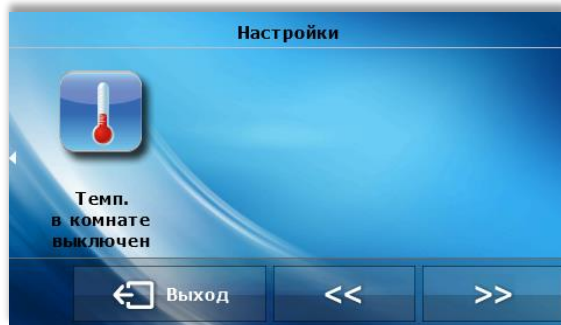 Настройки
Темп.
в комнате
выключен
Выход
<<
>>